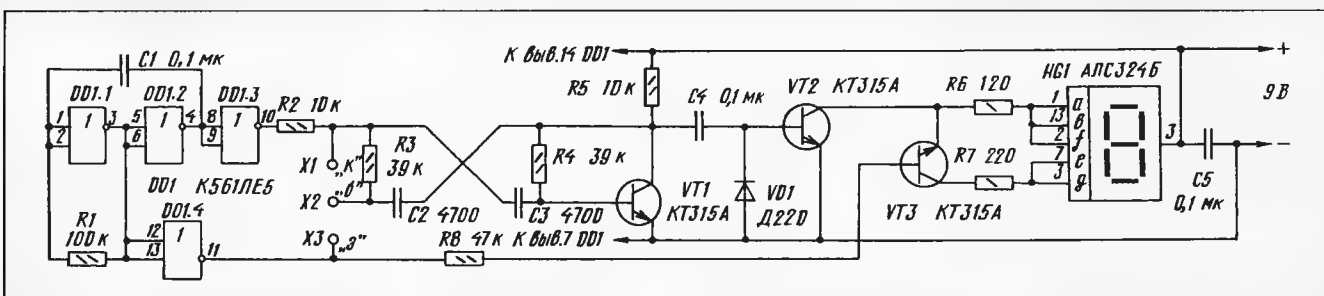 C1 0,1 мк
DD1.1
DD1.2
DD1.3
1
2
1
3
5
6
1
4
8
9
1
10
R2 10к
R3
39 к
X1
„к"
X2
„б"
C2 4700
DD1 К561ЛЕ5
R1
100 к
DD1.4
12
13
1
11
X3
„э"
R8 47к
К выв.14 DD1
R5 10к
R4 39 к
C3 4700
VT1
КТ315А
К выв.7 DD1
C4
0,1 мк
VD1
Д220
VT2 КТ315А
VT3 КТ315А
R6 120
R7 220
HG1 АЛС324Б
1
13
2
7
3
a
b
f
e
g
3
C5
0,1 мк
+
9 В
−